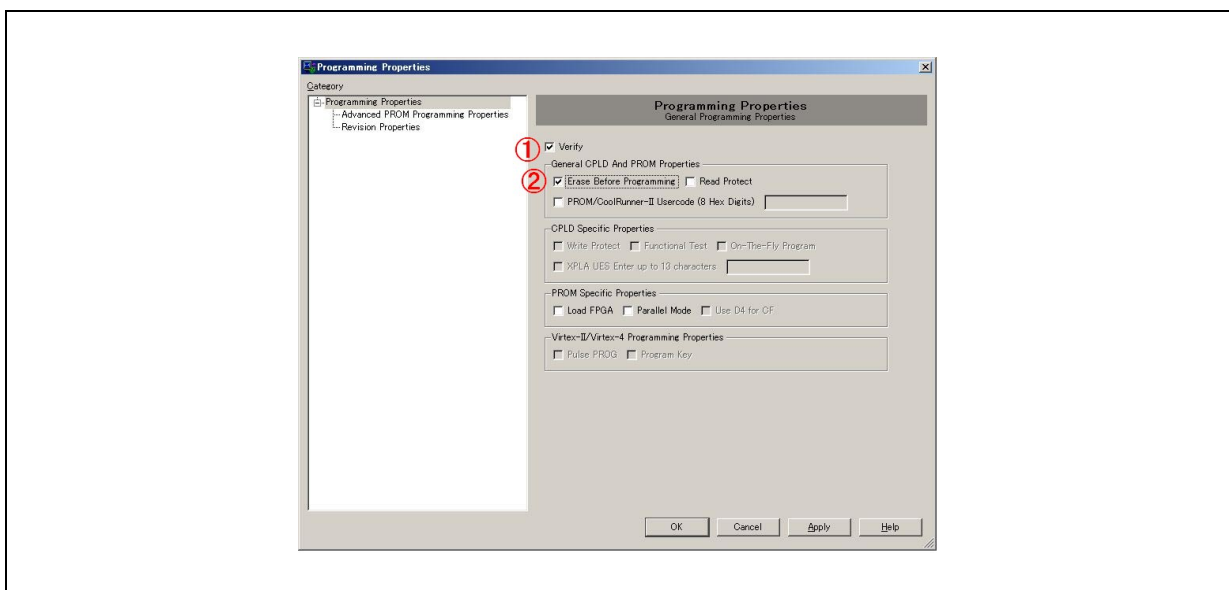 Programming Properties
Category
Programming Properties
Advanced PROM Programming Properties
Revision Properties
Programming Properties
General Programming Properties
① Verify
General CPLD And PROM Properties
② Erase Before Programming Read Protect
PROM/CoolRunner-II Usercode (8 Hex Digits)
CPLD Specific Properties
Write Protect Functional Test On-The-Fly Program
XPLA UES Enter up to 13 characters
PROM Specific Properties
Load FPGA Parallel Mode Use D4 for CF
Virtex-II/Virtex-4 Programming Properties
Pulse PROG Program Key
OK Cancel Apply Help